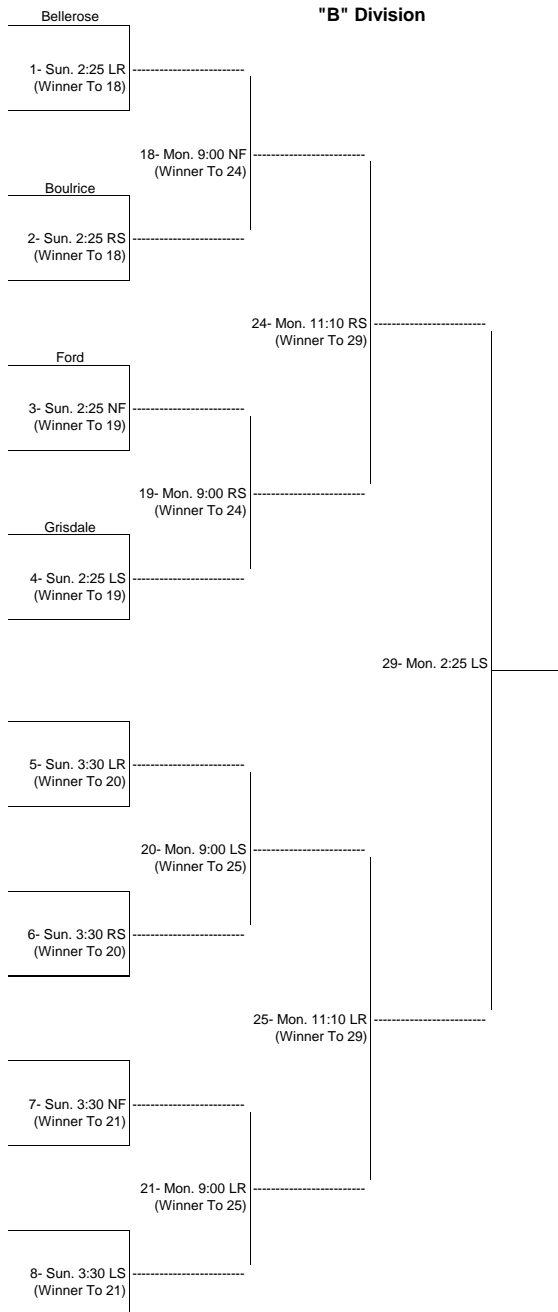 "B" Division
Bellerose
1- Sun. 2:25 LR
(Winner To 18)
18- Mon. 9:00 NF
(Winner To 24)
Boulrice
2- Sun. 2:25 RS
(Winner To 18)
24- Mon. 11:10 RS
(Winner To 29)
Ford
3- Sun. 2:25 NF
(Winner To 19)
19- Mon. 9:00 RS
(Winner To 24)
Grisdale
4- Sun. 2:25 LS
(Winner To 19)
29- Mon. 2:25 LS
5- Sun. 3:30 LR
(Winner To 20)
20- Mon. 9:00 LS
(Winner To 25)
6- Sun. 3:30 RS
(Winner To 20)
25- Mon. 11:10 LR
(Winner To 29)
7- Sun. 3:30 NF
(Winner To 21)
21- Mon. 9:00 LR
(Winner To 25)
8- Sun. 3:30 LS
(Winner To 21)